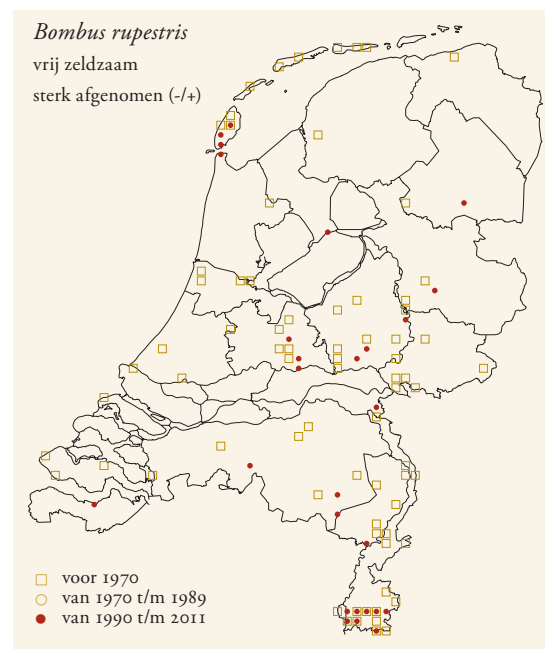 Bombus rupestris
vrij zeldzaam
sterk afgenomen (-/+)
voor 1970
van 1970 t/m 1989
van 1990 t/m 2011